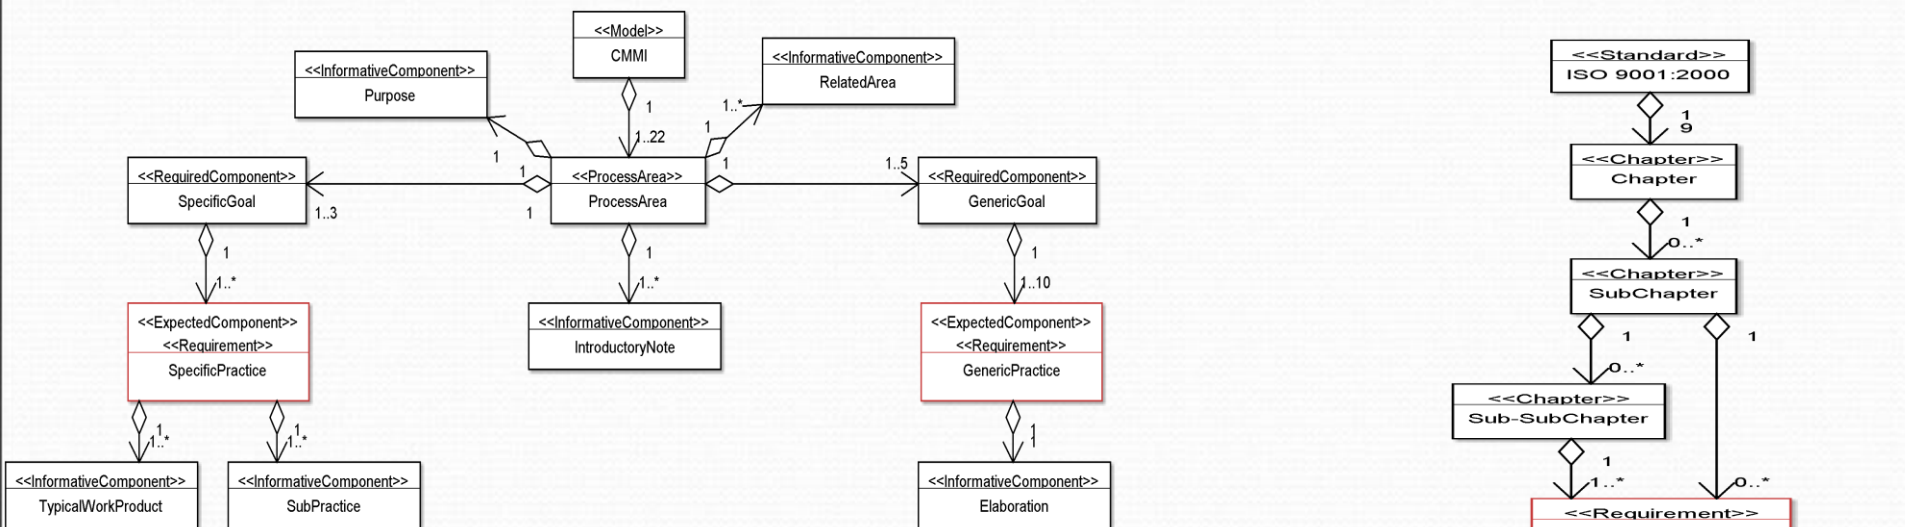 <<Model>>
CMMI
<<InformativeComponent>>
Purpose
<<InformativeComponent>>
RelatedArea
1
1..22
1
1..*
1
<<RequiredComponent>>
SpecificGoal
1
1..3
1
<<ProcessArea>>
ProcessArea
1
1..5
<<RequiredComponent>>
GenericGoal
1
1..*
1
1..*
1
1..10
<<ExpectedComponent>>
<<Requirement>>
SpecificPractice
<<InformativeComponent>>
IntroductoryNote
<<ExpectedComponent>>
<<Requirement>>
GenericPractice
1
1..*
1
1..*
1
1
<<InformativeComponent>>
TypicalWorkProduct
<<InformativeComponent>>
SubPractice
<<InformativeComponent>>
Elaboration
<<Standard>>
ISO 9001:2000
1
9
<<Chapter>>
Chapter
1
0..*
<<Chapter>>
SubChapter
1
1
0..*
<<Chapter>>
Sub-SubChapter
1
1..*
0..*
<<Requirement>>